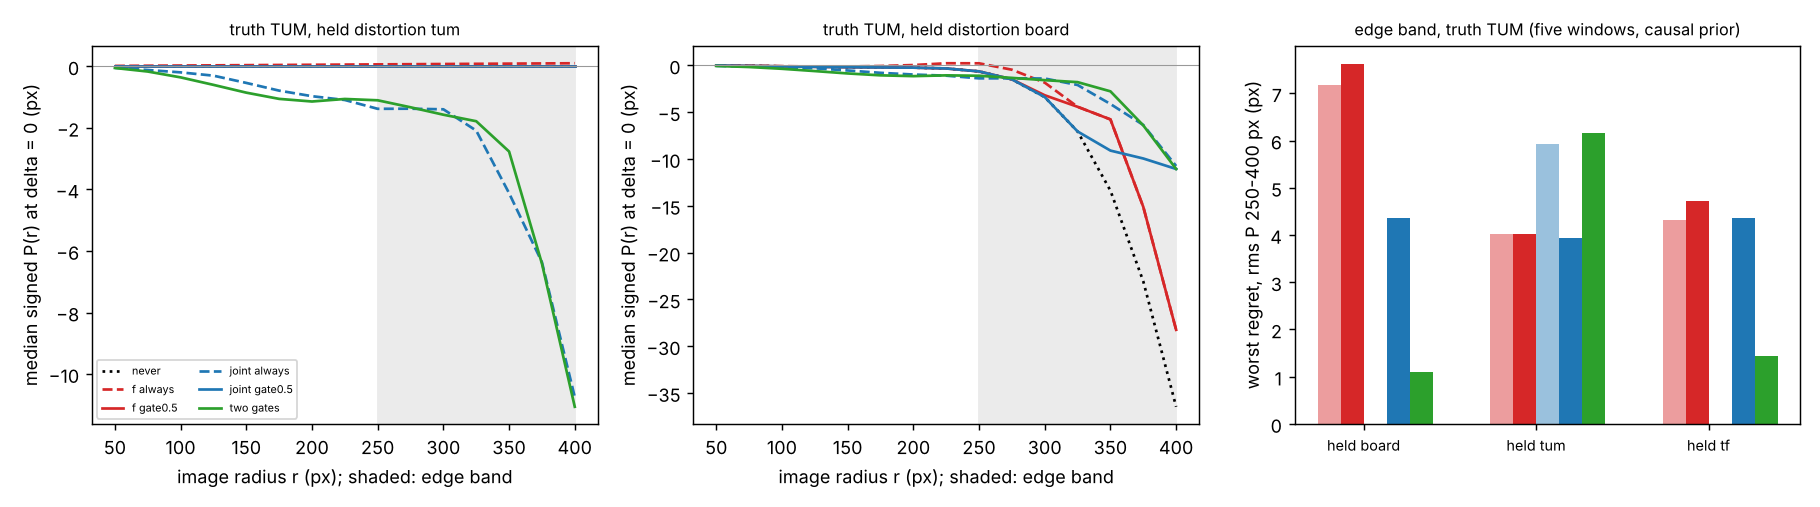 truth TUM, held distortion tum
median signed P(r) at delta = 0 (px)
0
−2
−4
−6
−8
−10
never
f always
f gate0.5
joint always
joint gate0.5
two gates
50 100 150 200 250 300 350 400
image radius r (px); shaded: edge band
truth TUM, held distortion board
median signed P(r) at delta = 0 (px)
0
−5
−10
−15
−20
−25
−30
−35
50 100 150 200 250 300 350 400
image radius r (px); shaded: edge band
edge band, truth TUM (five windows, causal prior)
worst regret, rms P 250-400 px (px)
7
6
5
4
3
2
1
0
held board held tum held tf